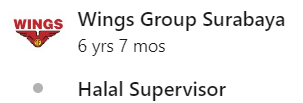 WINGS
Wings Group Surabaya
6 yrs 7 mos
Halal Supervisor